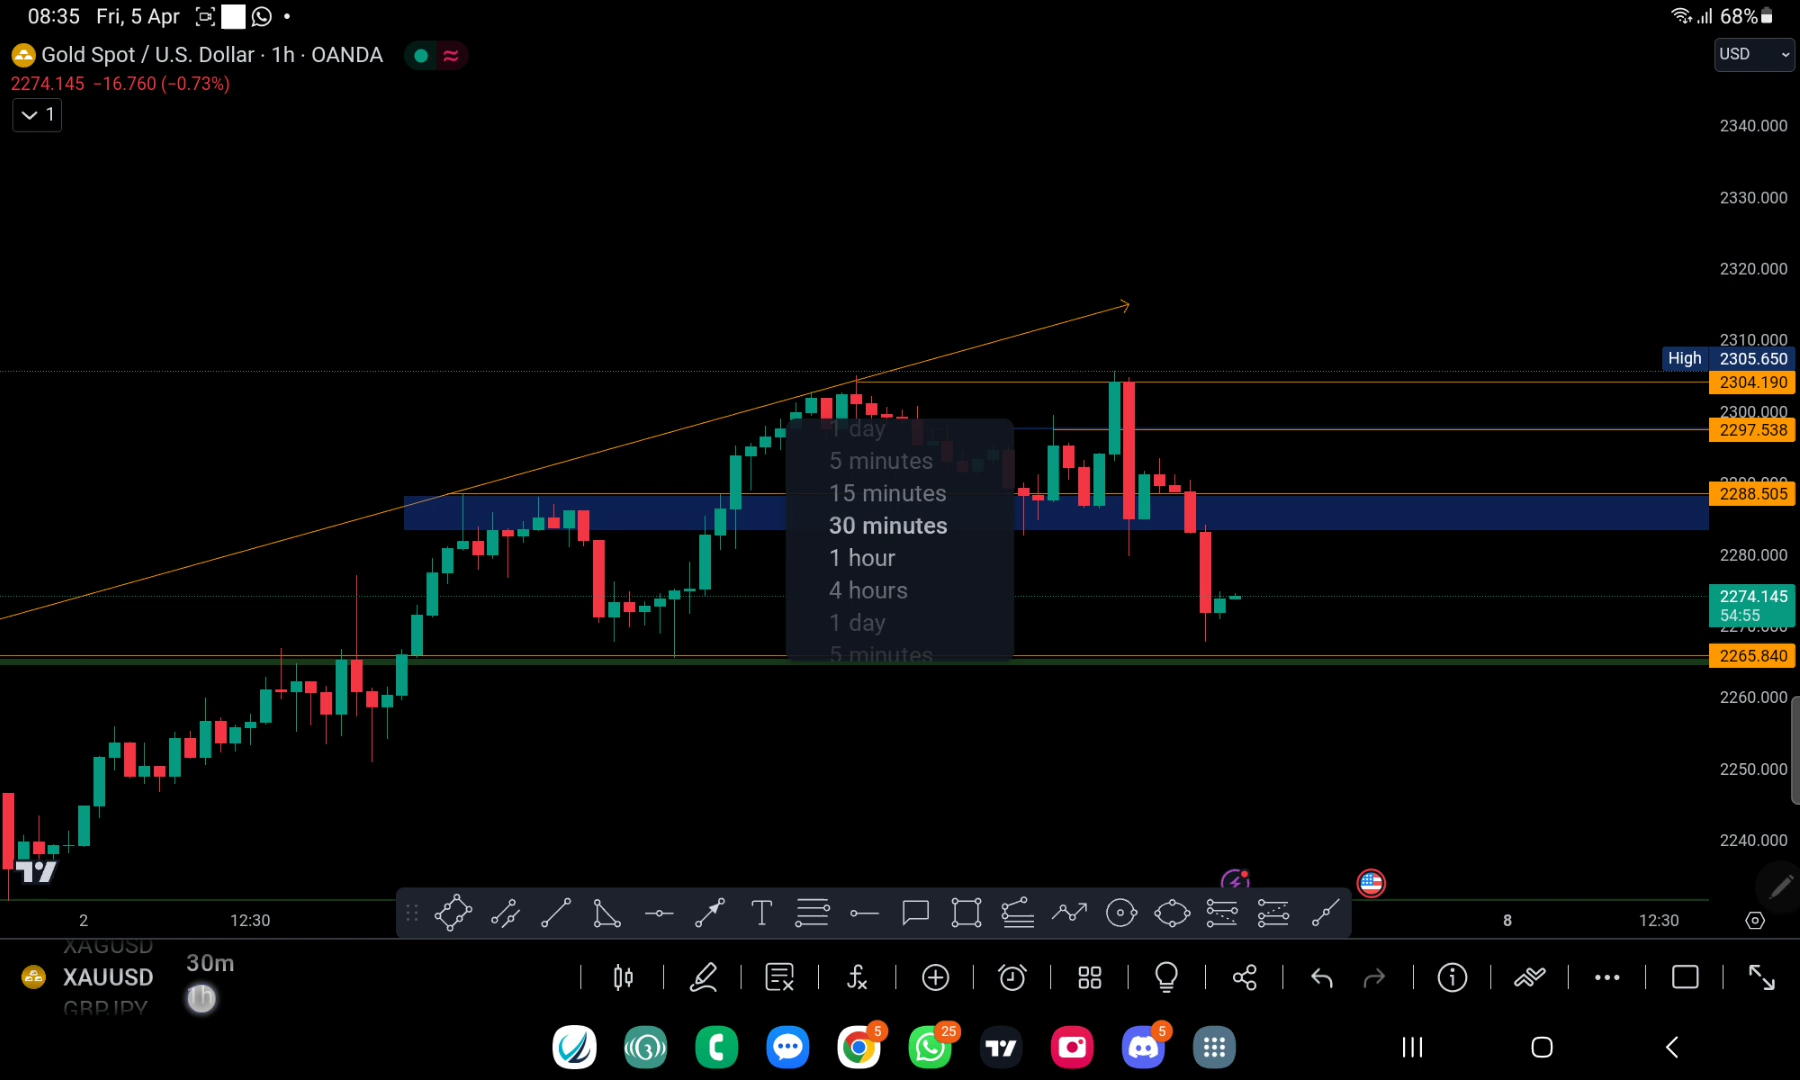 08:35 Fri, 5 Apr
68%
Gold Spot / U.S. Dollar · 1h · OANDA
USD
2274.145 −16.760 (−0.73%)
1
2340.000
2330.000
2320.000
2310.000
High 2305.650
2304.190
2300.000
2297.538
2288.505
2280.000
2274.145
54:55
2270.000
2265.840
2260.000
2250.000
2240.000
1 day
5 minutes
15 minutes
30 minutes
1 hour
4 hours
1 day
5 minutes
2
12:30
8
12:30
XAGUSD
XAUUSD
GBPJPY
30m
1h
5
25
5